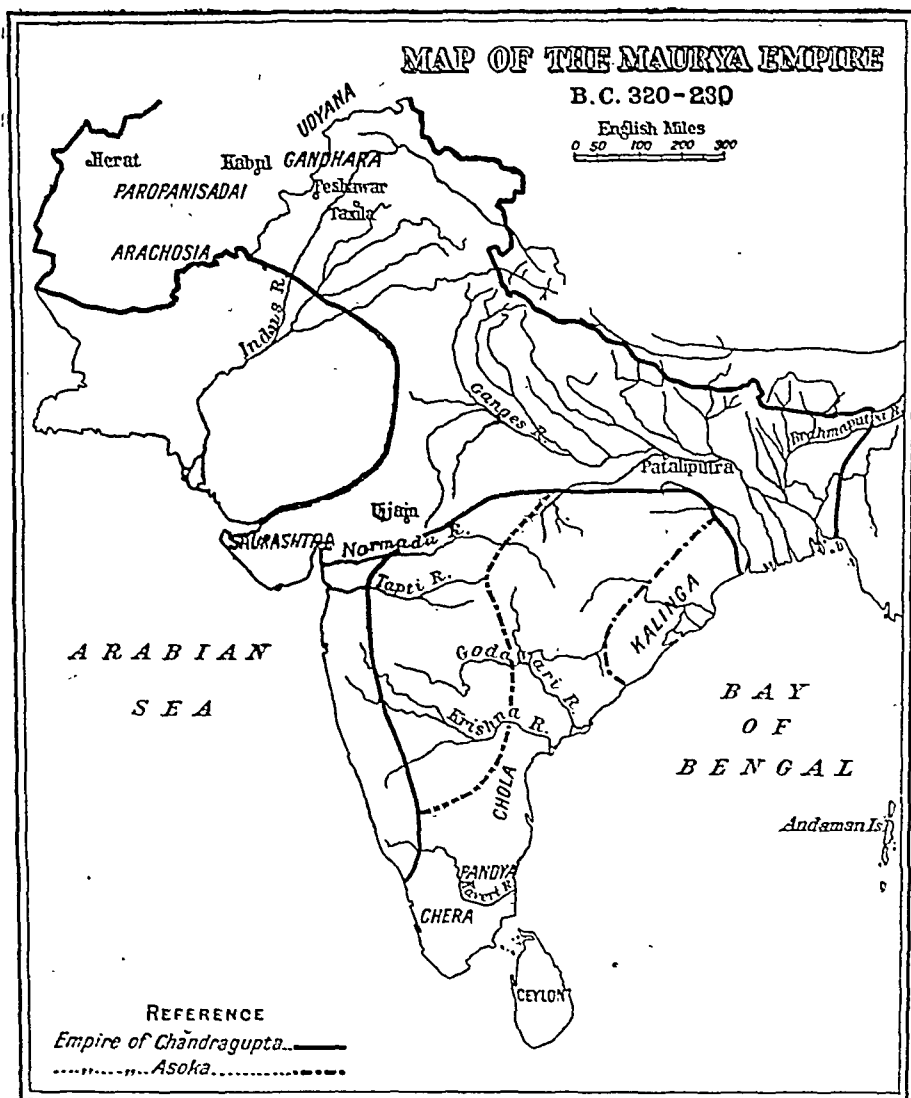 MAP OF THE MAURYA EMPIRE
B.C. 320-230
English Miles
0 50 100 200 300
UDYANA
Herat
Kabul
GANDHARA
PAROPANISADAI
Peshawar
Taxila
ARACHOSIA
Indus R.
Ganges R.
Brahmaputra R.
Pataliputra
Ujjain
SAURASHTRA
Normadu R.
Tapti R.
KALINGA
ARABIAN
SEA
Godavari R.
BAY
OF
BENGAL
Krishna R.
CHOLA
Andaman Is
PANDYA
Kaveri R.
CHERA
CEYLON
REFERENCE
Empire of Chandragupta
" " Asoka